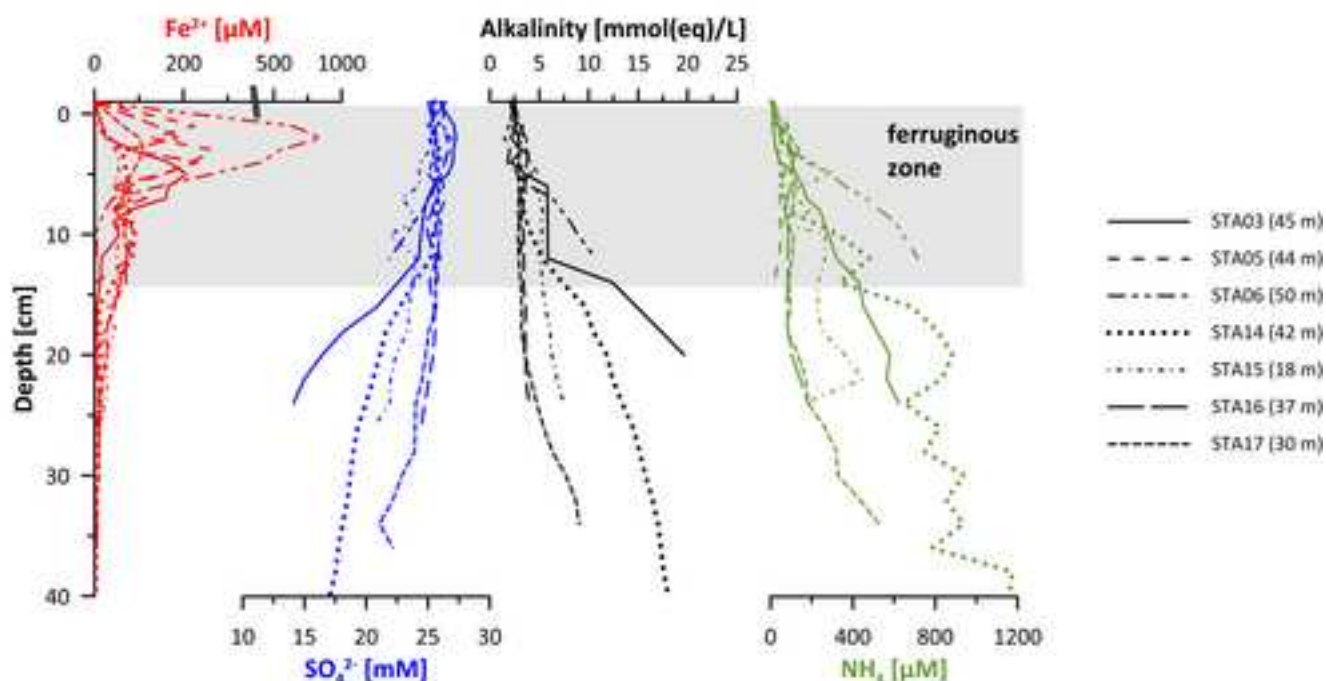 Fe²⁺ [µM]
Alkalinity [mmol(eq)/L]
0 200 500 1000
0 5 10 15 20 25
0
10
20
30
40
Depth [cm]
ferruginous
zone
STA03 (45 m)
STA05 (44 m)
STA06 (50 m)
STA14 (42 m)
STA15 (18 m)
STA16 (37 m)
STA17 (30 m)
10 15 20 25 30
0 400 800 1200
SO₄²⁻ [mM]
NH₄ [µM]